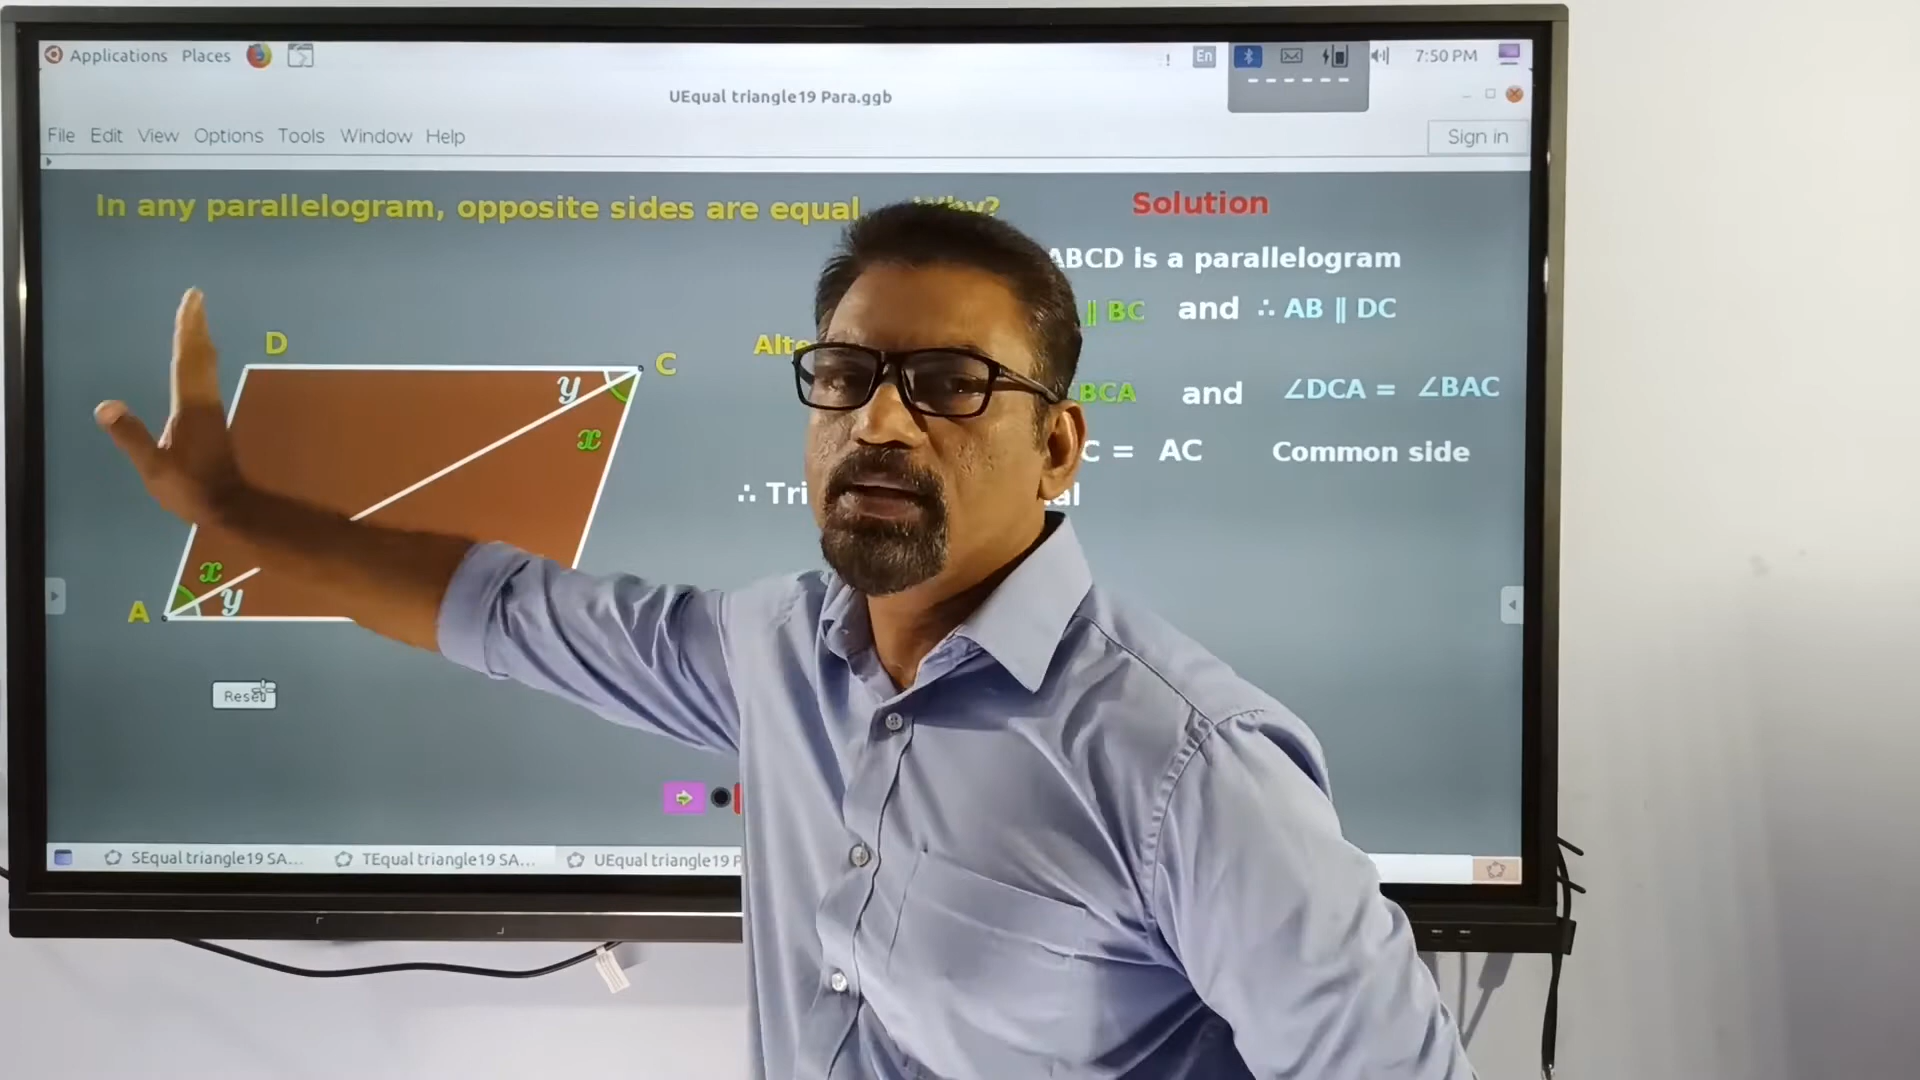 Applications Places
En
7:50 PM
UEqual triangle19 Para.ggb
File Edit View Options Tools Window Help
Sign in
In any parallelogram, opposite sides are equal. Why?
Solution
ABCD is a parallelogram
∥ BC and ∴ AB ∥ DC
D
C
y
x
∠BCA and ∠DCA = ∠BAC
C = AC Common side
∴ Tri
al
x
y
A
Reset
SEqual triangle19 SA... TEqual triangle19 SA... UEqual triangle19 P